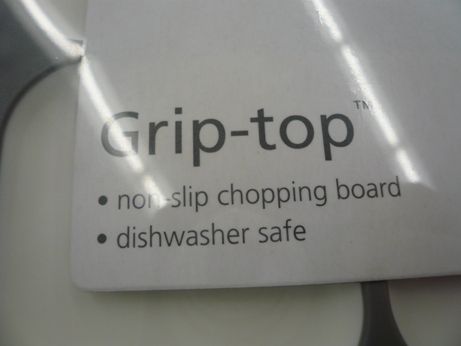 Grip-top™
• non-slip chopping board
• dishwasher safe